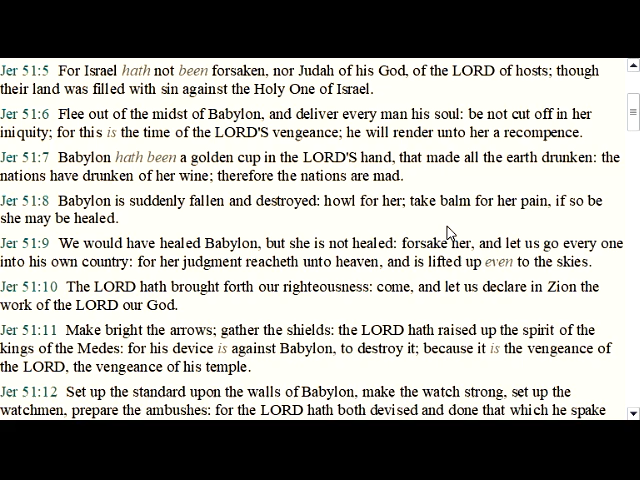 Jer 51:5 For Israel hath not been forsaken, nor Judah of his God, of the LORD of hosts; though
their land was filled with sin against the Holy One of Israel.
Jer 51:6 Flee out of the midst of Babylon, and deliver every man his soul: be not cut off in her
iniquity; for this is the time of the LORD'S vengeance; he will render unto her a recompence.
Jer 51:7 Babylon hath been a golden cup in the LORD'S hand, that made all the earth drunken: the
nations have drunken of her wine; therefore the nations are mad.
Jer 51:8 Babylon is suddenly fallen and destroyed: howl for her; take balm for her pain, if so be
she may be healed.
Jer 51:9 We would have healed Babylon, but she is not healed: forsake her, and let us go every one
into his own country: for her judgment reacheth unto heaven, and is lifted up even to the skies.
Jer 51:10 The LORD hath brought forth our righteousness: come, and let us declare in Zion the
work of the LORD our God.
Jer 51:11 Make bright the arrows; gather the shields: the LORD hath raised up the spirit of the
kings of the Medes: for his device is against Babylon, to destroy it; because it is the vengeance of
the LORD, the vengeance of his temple.
Jer 51:12 Set up the standard upon the walls of Babylon, make the watch strong, set up the
watchmen, prepare the ambushes: for the LORD hath both devised and done that which he spake